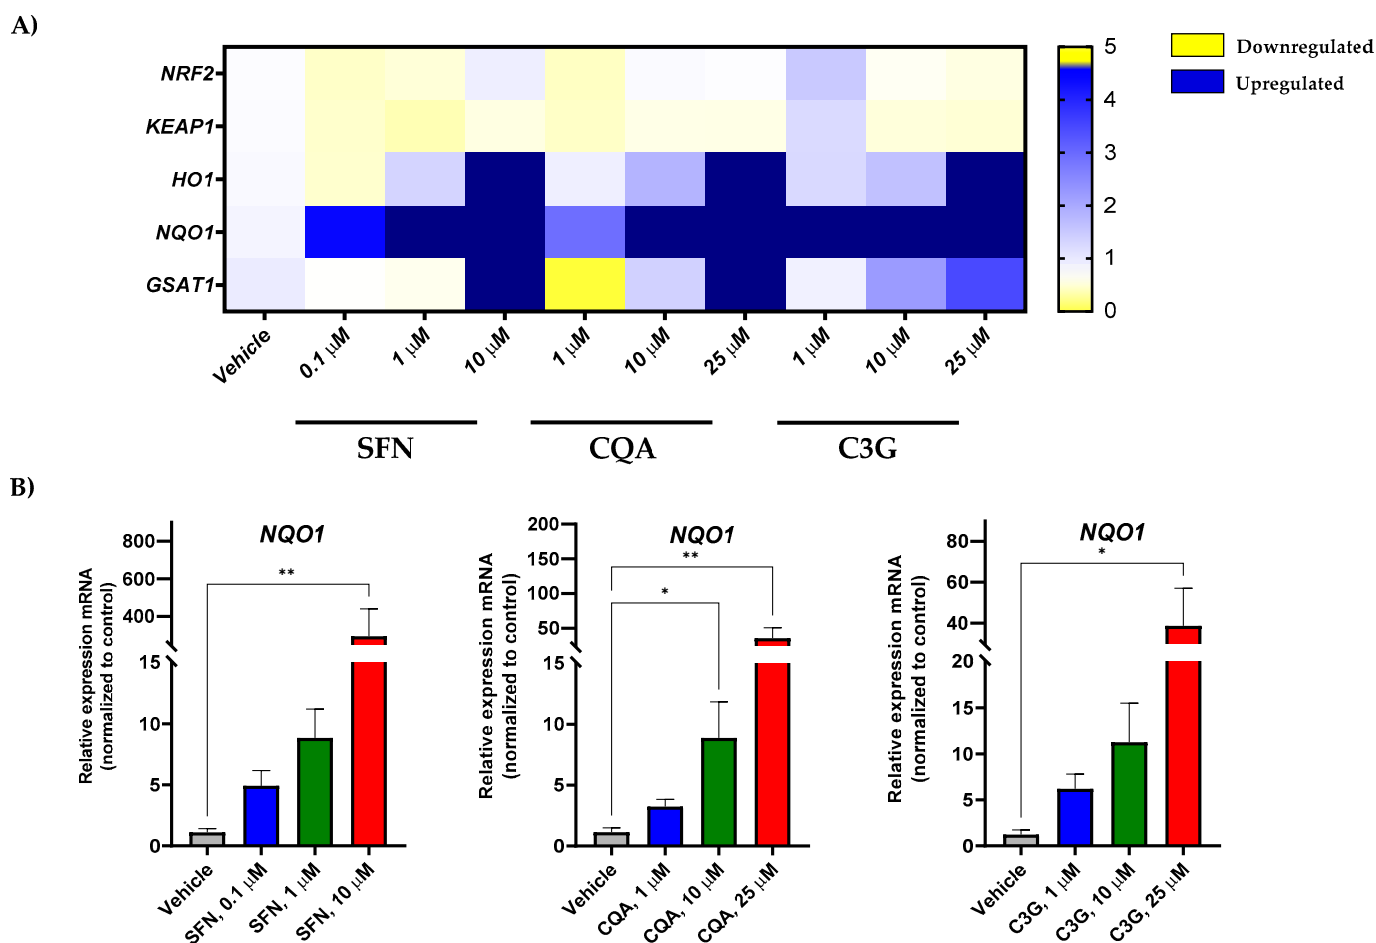 A)
NRF2
KEAP1
HO1
NQO1
GSAT1
Vehicle
0.1 μM
1 μM
10 μM
1 μM
10 μM
25 μM
1 μM
10 μM
25 μM
SFN
CQA
C3G
5
4
3
2
1
0
Downregulated
Upregulated
B)
NQO1
Relative expression mRNA
(normalized to control)
800
600
400
15
10
5
0
**
Vehicle
SFN, 0.1 μM
SFN, 1 μM
SFN, 10 μM
NQO1
Relative expression mRNA
(normalized to control)
200
150
100
50
15
10
5
0
**
*
Vehicle
CQA, 1 μM
CQA, 10 μM
CQA, 25 μM
NQO1
Relative expression mRNA
(normalized to control)
80
60
40
20
15
10
5
0
*
Vehicle
C3G, 1 μM
C3G, 10 μM
C3G, 25 μM